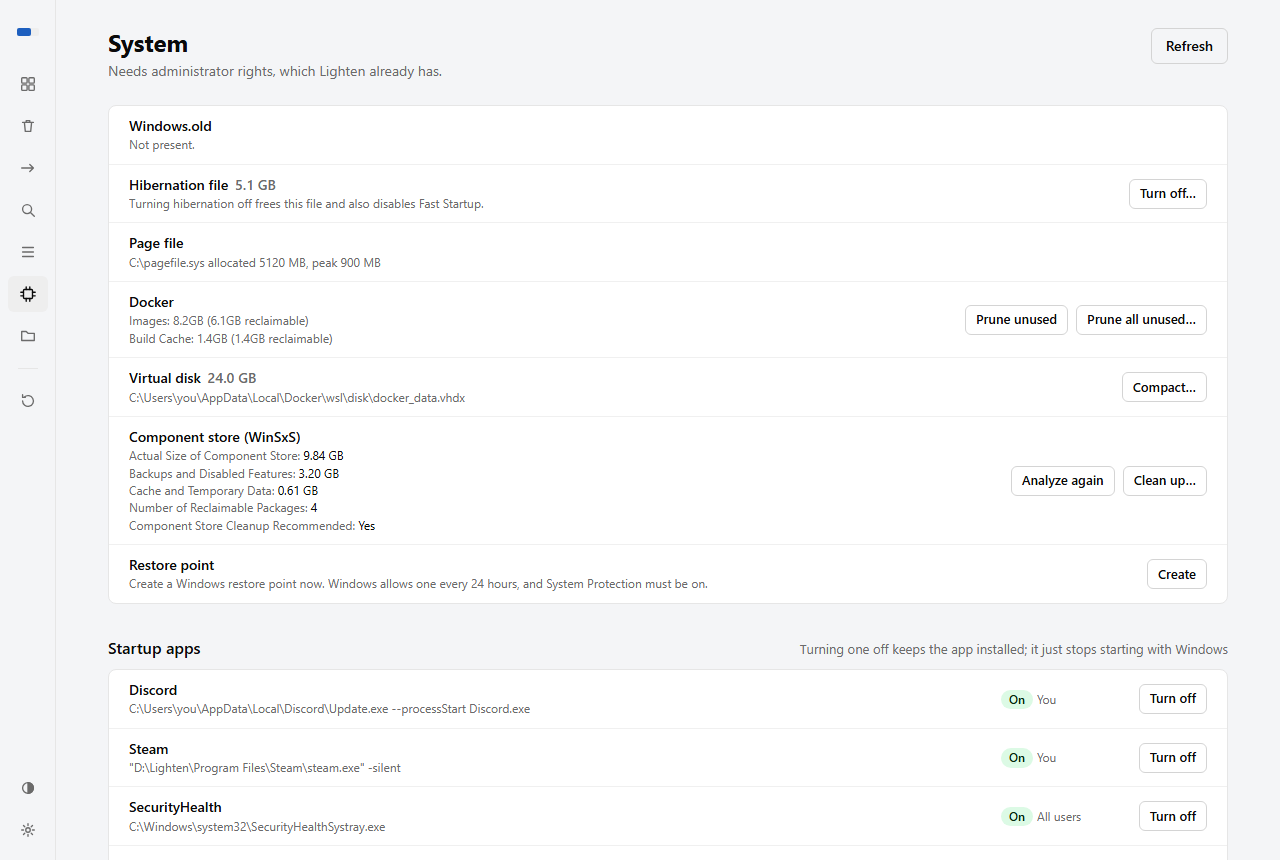 System
Refresh
Needs administrator rights, which Lighten already has.
Windows.old
Not present.
Hibernation file 5.1 GB
Turning hibernation off frees this file and also disables Fast Startup.
Turn off...
Page file
C:\pagefile.sys allocated 5120 MB, peak 900 MB
Docker
Images: 8.2GB (6.1GB reclaimable)
Build Cache: 1.4GB (1.4GB reclaimable)
Prune unused
Prune all unused...
Virtual disk 24.0 GB
C:\Users\you\AppData\Local\Docker\wsl\disk\docker_data.vhdx
Compact...
Component store (WinSxS)
Actual Size of Component Store: 9.84 GB
Backups and Disabled Features: 3.20 GB
Cache and Temporary Data: 0.61 GB
Number of Reclaimable Packages: 4
Component Store Cleanup Recommended: Yes
Analyze again
Clean up...
Restore point
Create a Windows restore point now. Windows allows one every 24 hours, and System Protection must be on.
Create
Startup apps
Turning one off keeps the app installed; it just stops starting with Windows
Discord
C:\Users\you\AppData\Local\Discord\Update.exe --processStart Discord.exe
On You
Turn off
Steam
"D:\Lighten\Program Files\Steam\steam.exe" -silent
On You
Turn off
SecurityHealth
C:\Windows\system32\SecurityHealthSystray.exe
On All users
Turn off